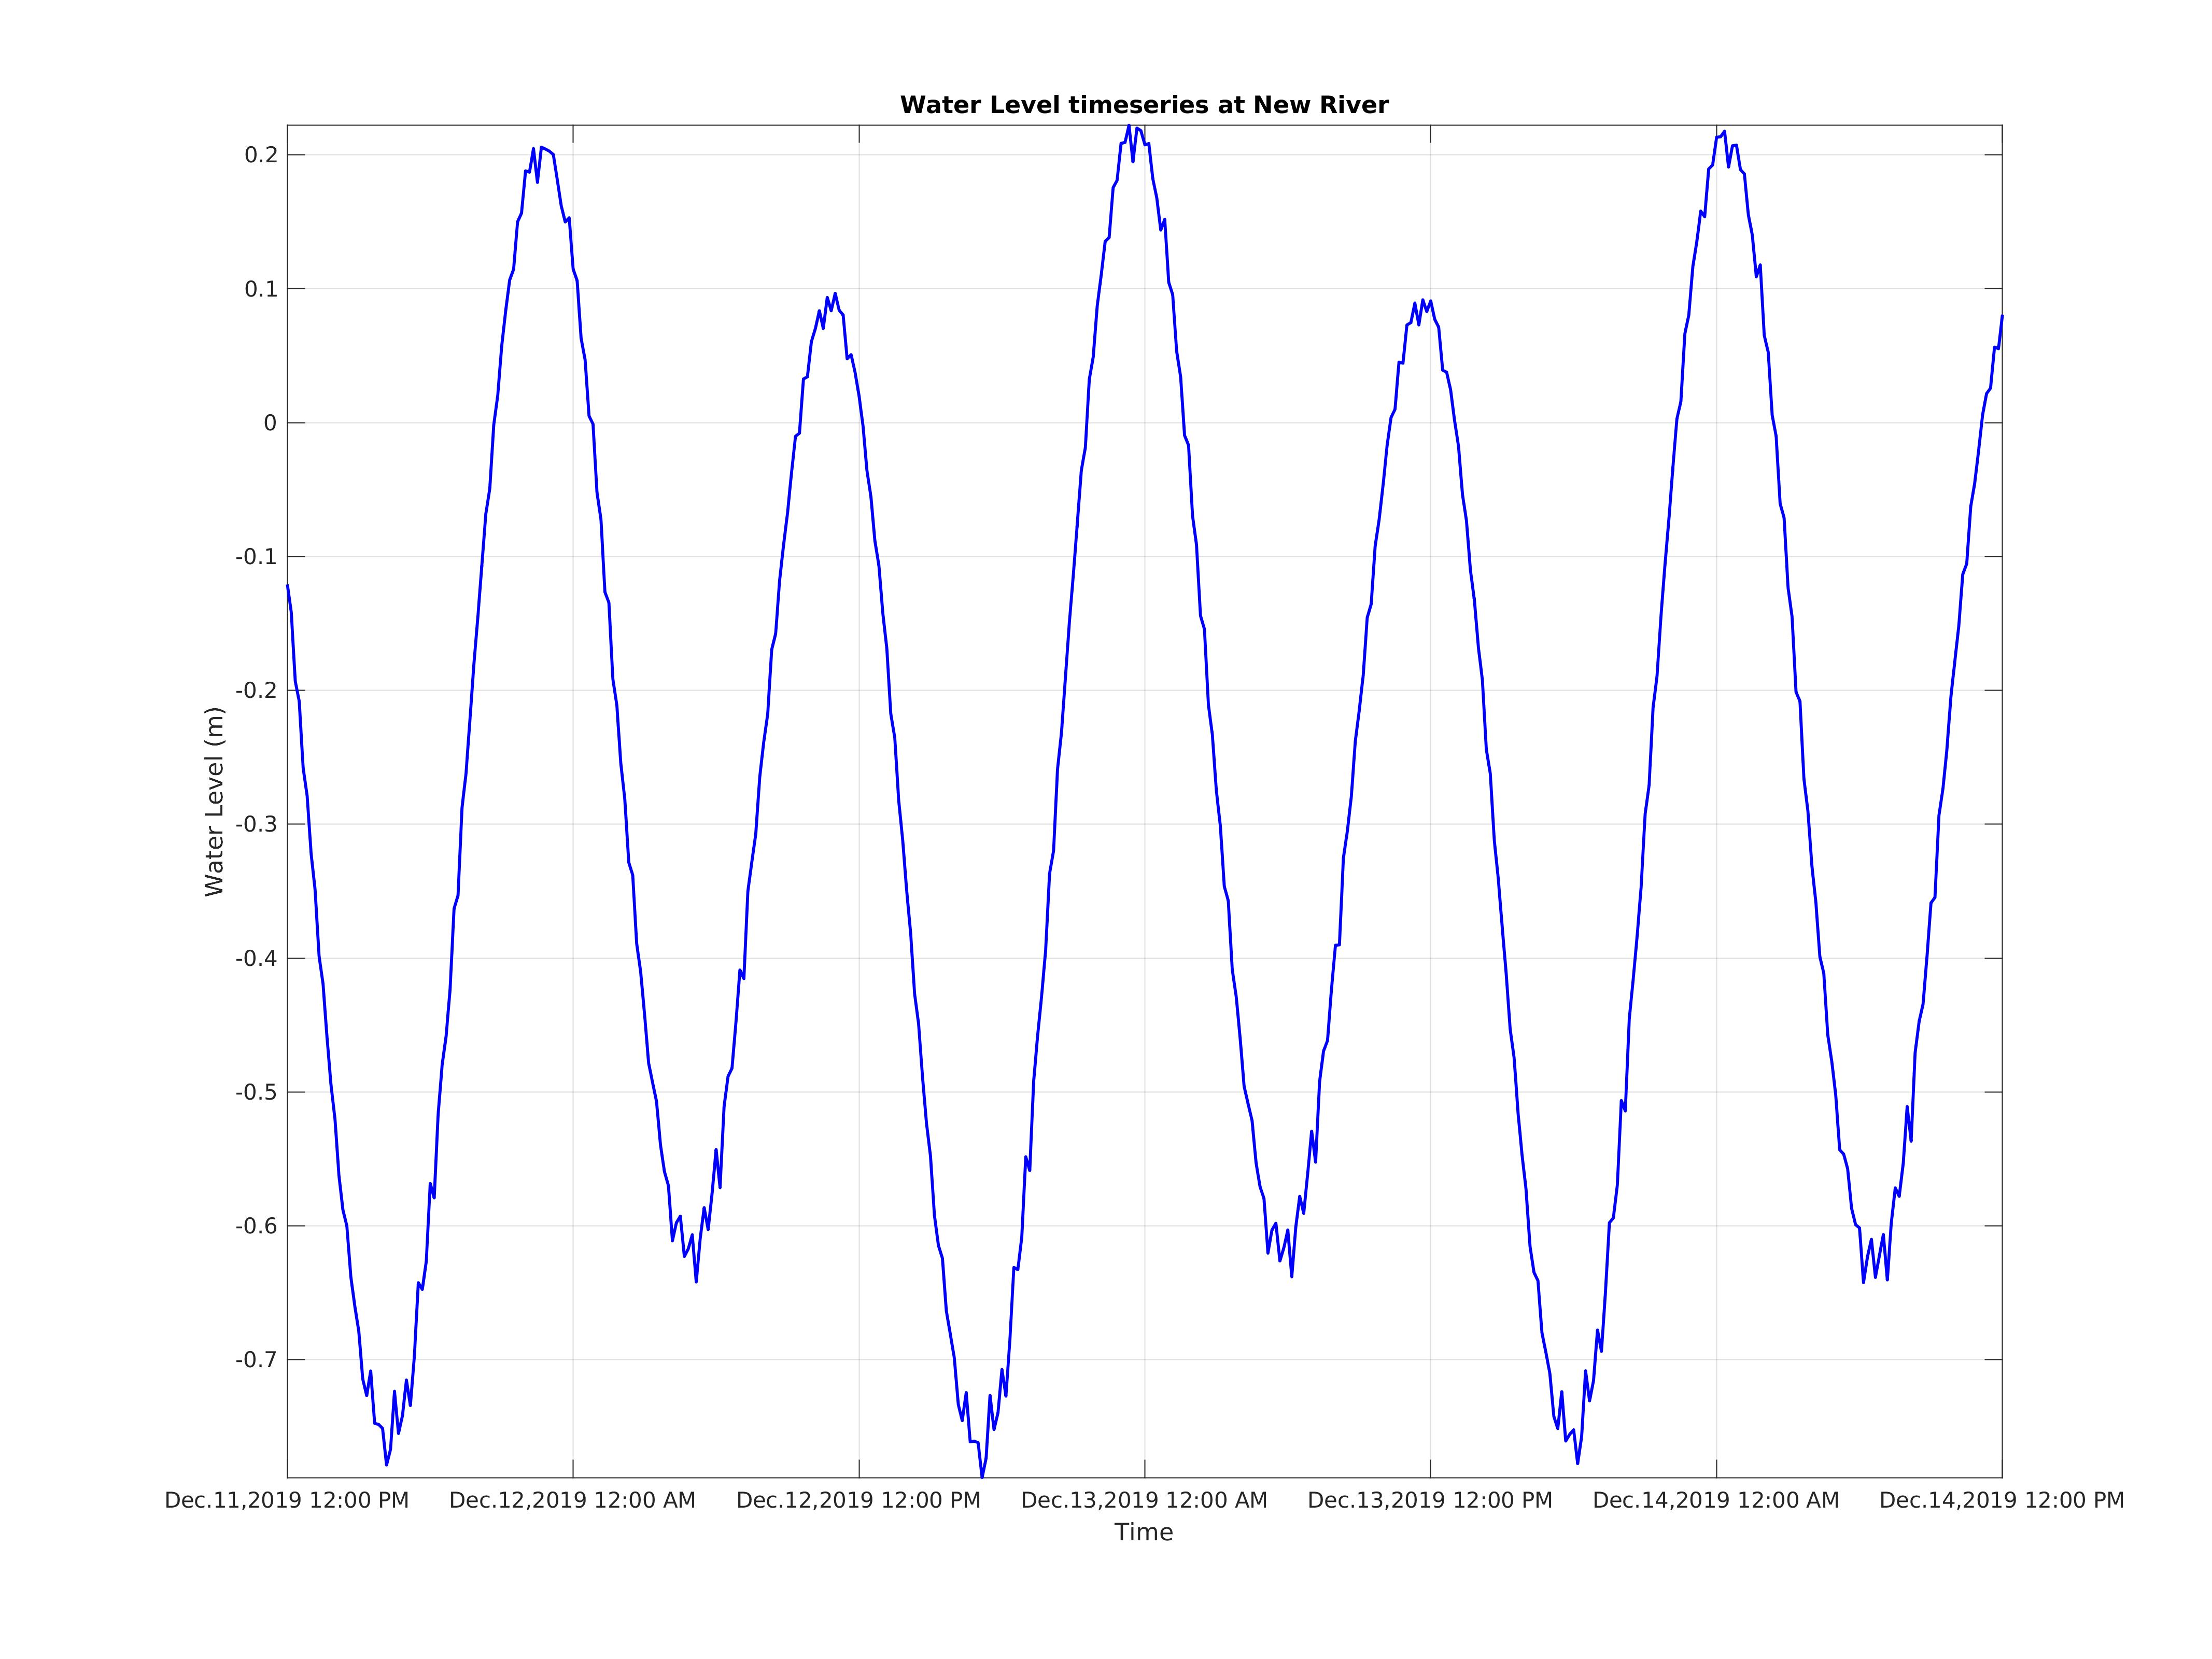 Water Level timeseries at New River
0.2
0.1
0
-0.1
-0.2
-0.3
-0.4
-0.5
-0.6
-0.7
Water Level (m)
Dec.11,2019 12:00 PM Dec.12,2019 12:00 AM Dec.12,2019 12:00 PM Dec.13,2019 12:00 AM Dec.13,2019 12:00 PM Dec.14,2019 12:00 AM Dec.14,2019 12:00 PM
Time